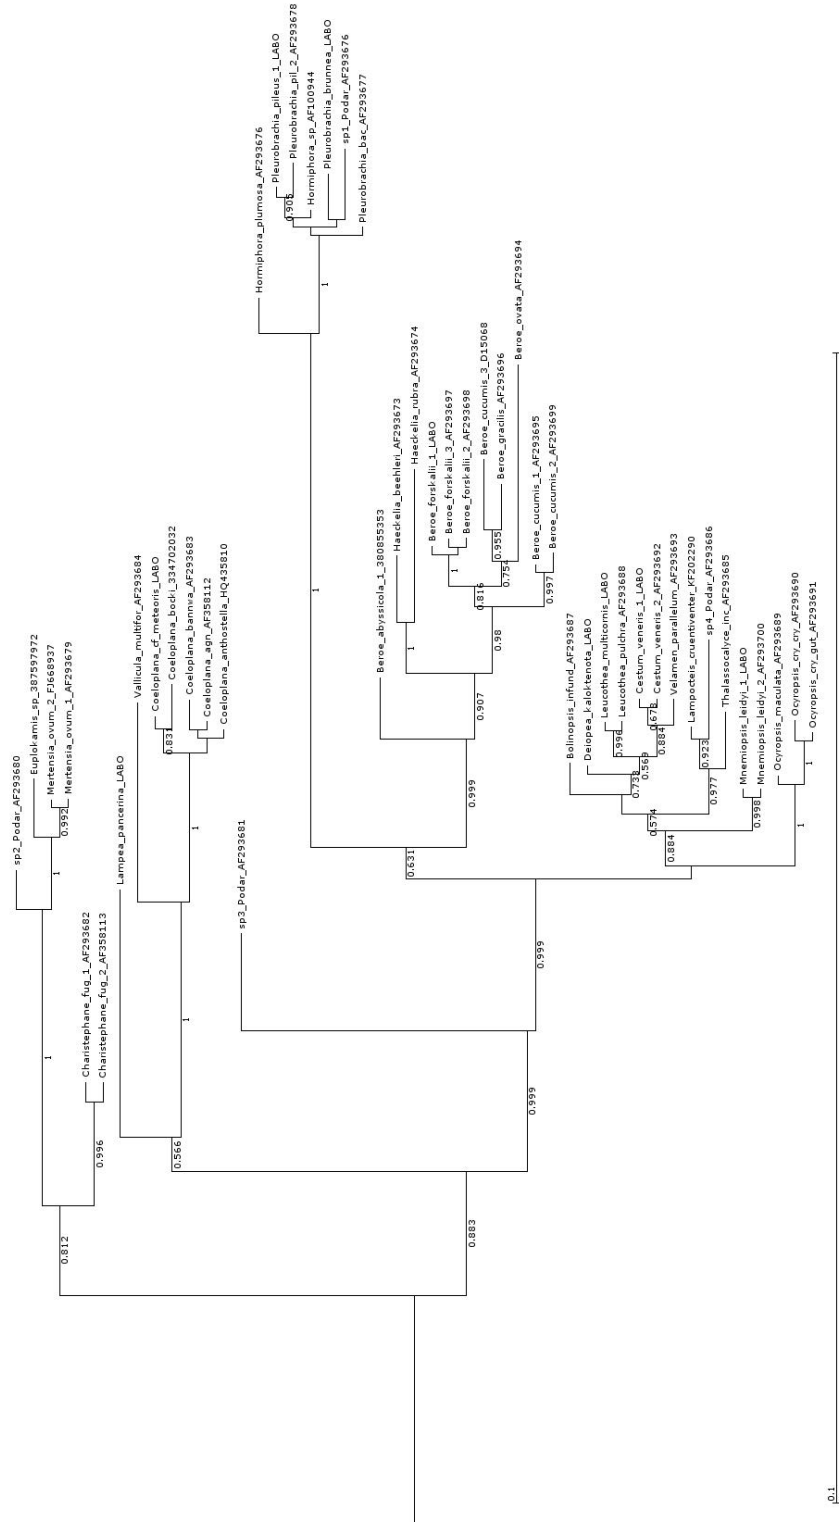 sp2_Podar_AF293680
Euplokamis_sp_387597972
Mertensia_ovum_2_FJ668937
Mertensia_ovum_1_AF293679
0.992
1
1
Charistephane_fug_1_AF293682
Charistephane_fug_2_AF358113
0.996
0.812
Lampea_pancerina_LABO
Vallicula_multifor_AF293684
Coeloplana_cf_meteoris_LABO
Coeloplana_bocki_334702032
0.831
Coeloplana_bannwa_AF293683
Coeloplana_agn_AF358112
Coeloplana_anthostella_HQ435810
1
1
0.566
sp3_Podar_AF293681
Hormiphora_plumosa_AF293676
Pleurobrachia_pileus_1_LABO
Pleurobrachia_pil_2_AF293678
0.905
Hormiphora_sp_AF100944
Pleurobrachia_brunnea_LABO
sp1_Podar_AF293676
Pleurobrachia_bac_AF293677
1
1
Beroe_abyssicola_1_380855353
Haeckelia_beehleri_AF293673
Haeckelia_rubra_AF293674
1
Beroe_forskalii_1_LABO
Beroe_forskalii_3_AF293697
Beroe_forskalii_2_AF293698
1
0.816
Beroe_cucumis_3_D15068
Beroe_gracilis_AF293696
0.955
Beroe_ovata_AF293694
0.754
Beroe_cucumis_1_AF293695
Beroe_cucumis_2_AF293699
0.997
0.98
0.907
0.999
0.631
Bolinopsis_infund_AF293687
Deiopea_kaloktenota_LABO
Leucothea_multicornis_LABO
Leucothea_pulchra_AF293688
0.996
Cestum_veneris_1_LABO
Cestum_veneris_2_AF293692
0.678
Velamen_parallelum_AF293693
0.884
0.569
0.733
Lampocteis_cruentiventer_KF202290
sp4_Podar_AF293686
0.923
Thalassocalyce_inc_AF293685
0.977
0.574
Mnemiopsis_leidyi_1_LABO
Mnemiopsis_leidyi_2_AF293700
0.998
0.884
Ocyropsis_maculata_AF293689
Ocyropsis_cry_cry_AF293690
Ocyropsis_cry_gut_AF293691
1
1
0.999
0.999
0.883
0.1